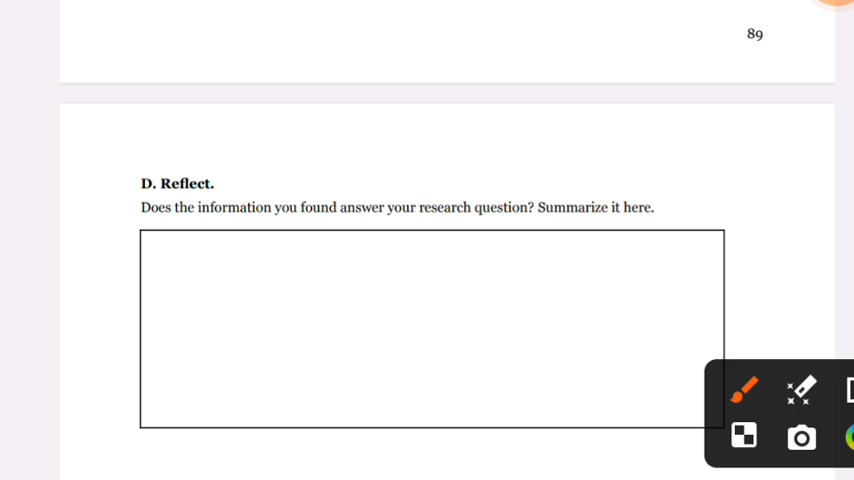 89
D. Reflect.
Does the information you found answer your research question? Summarize it here.